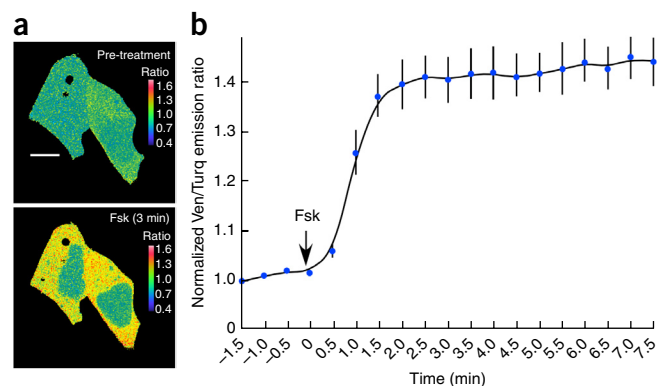 a
Pre-treatment
Ratio
1.6
1.3
1.0
0.7
0.4
Fsk (3 min)
Ratio
1.6
1.3
1.0
0.7
0.4
b
Normalized Ven/Turq emission ratio
1.4
1.3
1.2
1.1
1.0
0
Fsk
−1.5 −1.0 −0.5 0 0.5 1.0 1.5 2.0 2.5 3.0 3.5 4.0 4.5 5.0 5.5 6.0 6.5 7.0 7.5
Time (min)